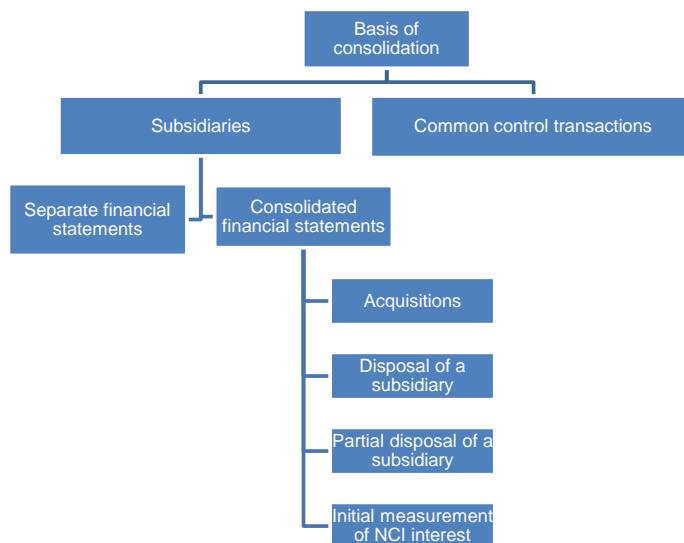 Basis of
consolidation
Subsidiaries
Common control transactions
Separate financial
statements
Consolidated
financial statements
Acquisitions
Disposal of a
subsidiary
Partial disposal of a
subsidiary
Initial measurement
of NCI interest